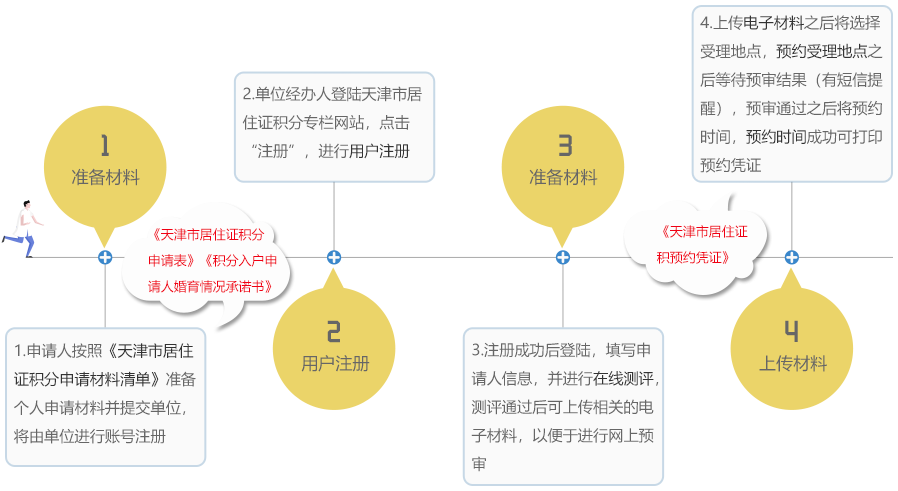 1
准备材料
1.申请人按照《天津市居住
证积分申请材料清单》准备
个人申请材料并提交单位，
将由单位进行账号注册
《天津市居住证积分
申请表》《积分入户申
请人婚育情况承诺书》
2.单位经办人登陆天津市居
住证积分专栏网站，点击
“注册”，进行用户注册
2
用户注册
3
准备材料
3.注册成功后登陆，填写申
请人信息，并进行在线测评，
测评通过后可上传相关的电
子材料，以便于进行网上预
审
《天津市居住证
积分预约凭证》
4.上传电子材料之后将选择
受理地点，预约受理地点之
后等待预审结果（有短信提
醒），预审通过之后将预约
时间，预约时间成功可打印
预约凭证
4
上传材料